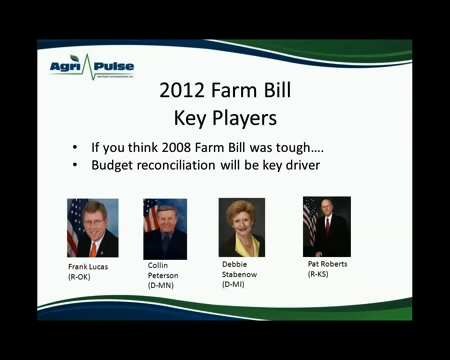 Agri Pulse
2012 Farm Bill
Key Players
• If you think 2008 Farm Bill was tough….
• Budget reconciliation will be key driver
Frank Lucas
(R-OK)
Collin
Peterson
(D-MN)
Debbie
Stabenow
(D-MI)
Pat Roberts
(R-KS)